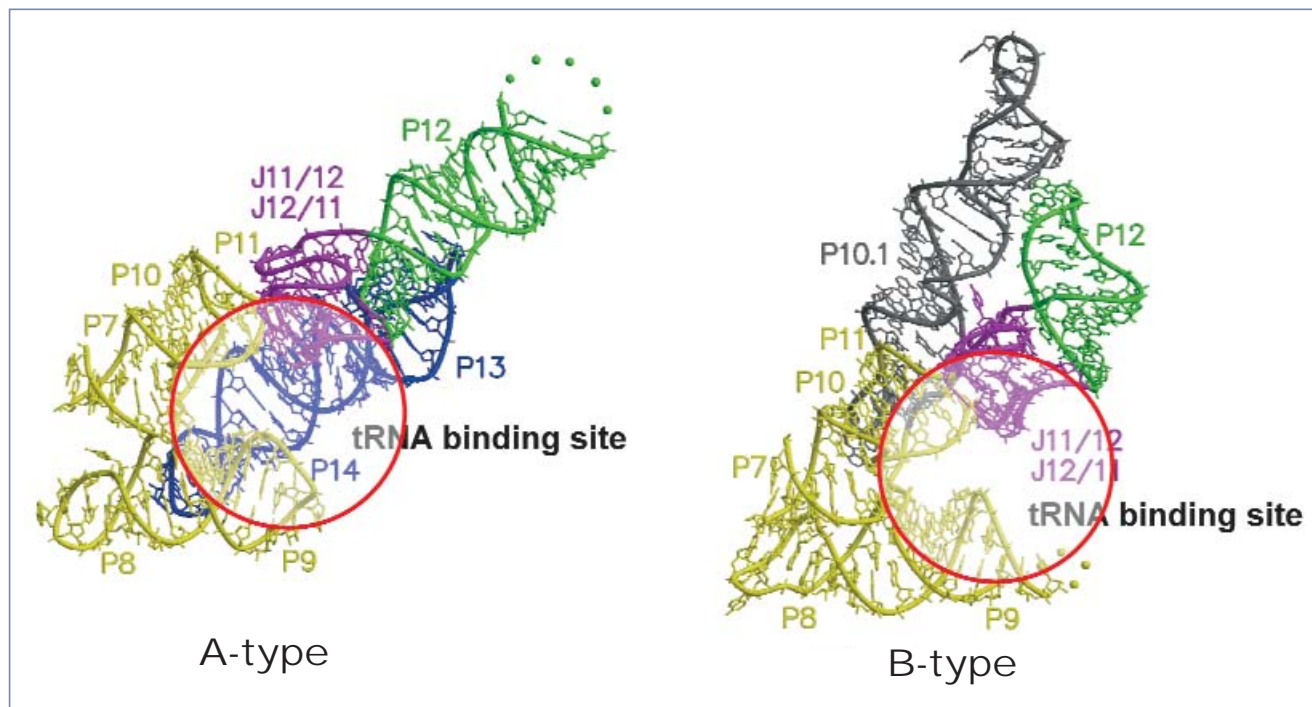 P12
J11/12
J12/11
P11
P10
P7
P13
tRNA binding site
P14
P8
P9
A-type
P10.1
P12
P11
P10
J11/12
J12/11
P7
tRNA binding site
P8
P9
B-type